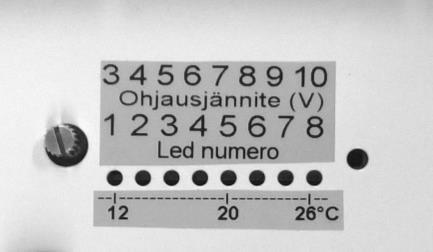 3 4 5 6 7 8 9 10
Ohjausjännite (V)
1 2 3 4 5 6 7 8
Led numero
12 20 26°C